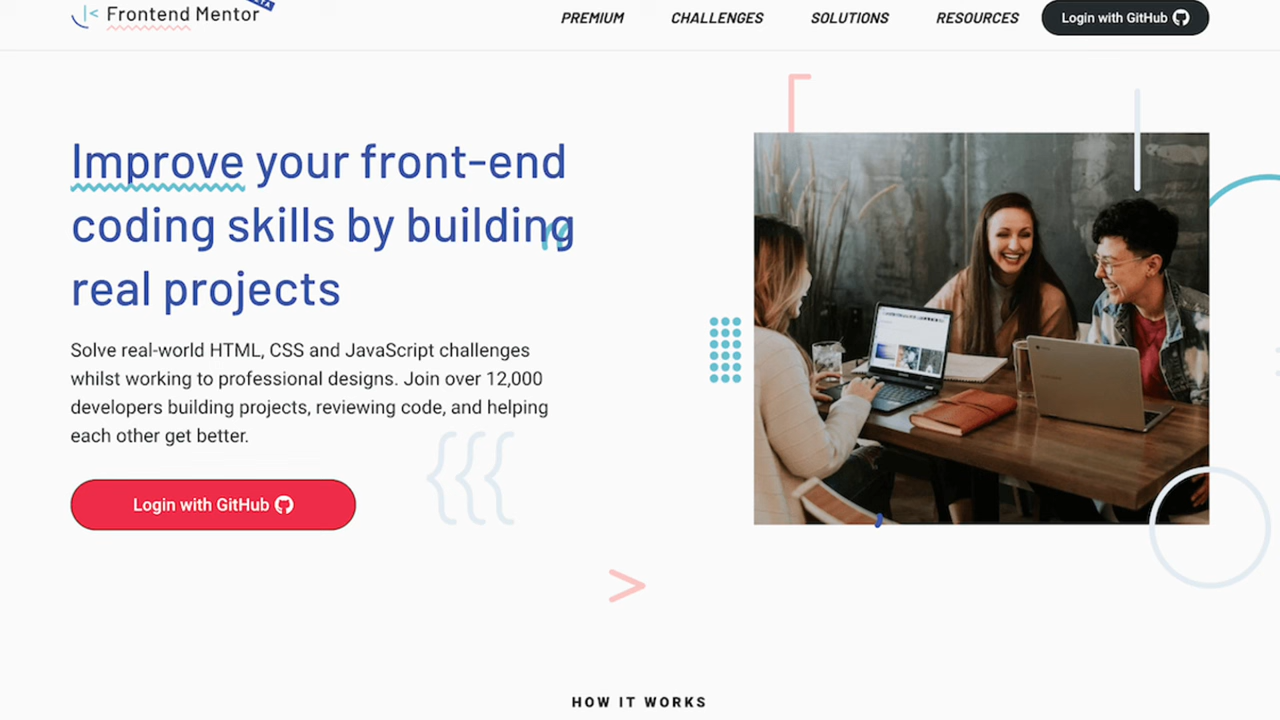 Frontend Mentor
PREMIUM
CHALLENGES
SOLUTIONS
RESOURCES
Login with GitHub
Improve your front-end
coding skills by building
real projects
Solve real-world HTML, CSS and JavaScript challenges
whilst working to professional designs. Join over 12,000
developers building projects, reviewing code, and helping
each other get better.
Login with GitHub
HOW IT WORKS